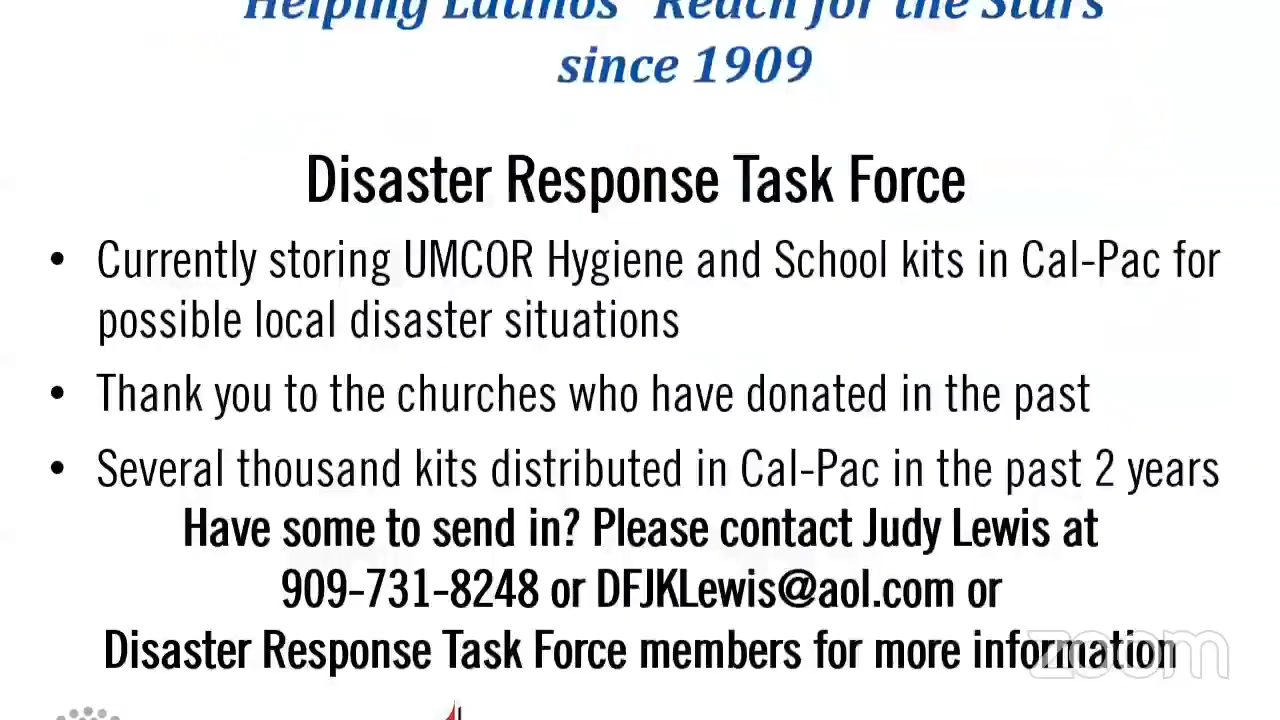 Helping Latinos "Reach for the Stars
since 1909
Disaster Response Task Force
• Currently storing UMCOR Hygiene and School kits in Cal-Pac for
possible local disaster situations
• Thank you to the churches who have donated in the past
• Several thousand kits distributed in Cal-Pac in the past 2 years
Have some to send in? Please contact Judy Lewis at
909-731-8248 or DFJKLewis@aol.com or
Disaster Response Task Force members for more information
zoom